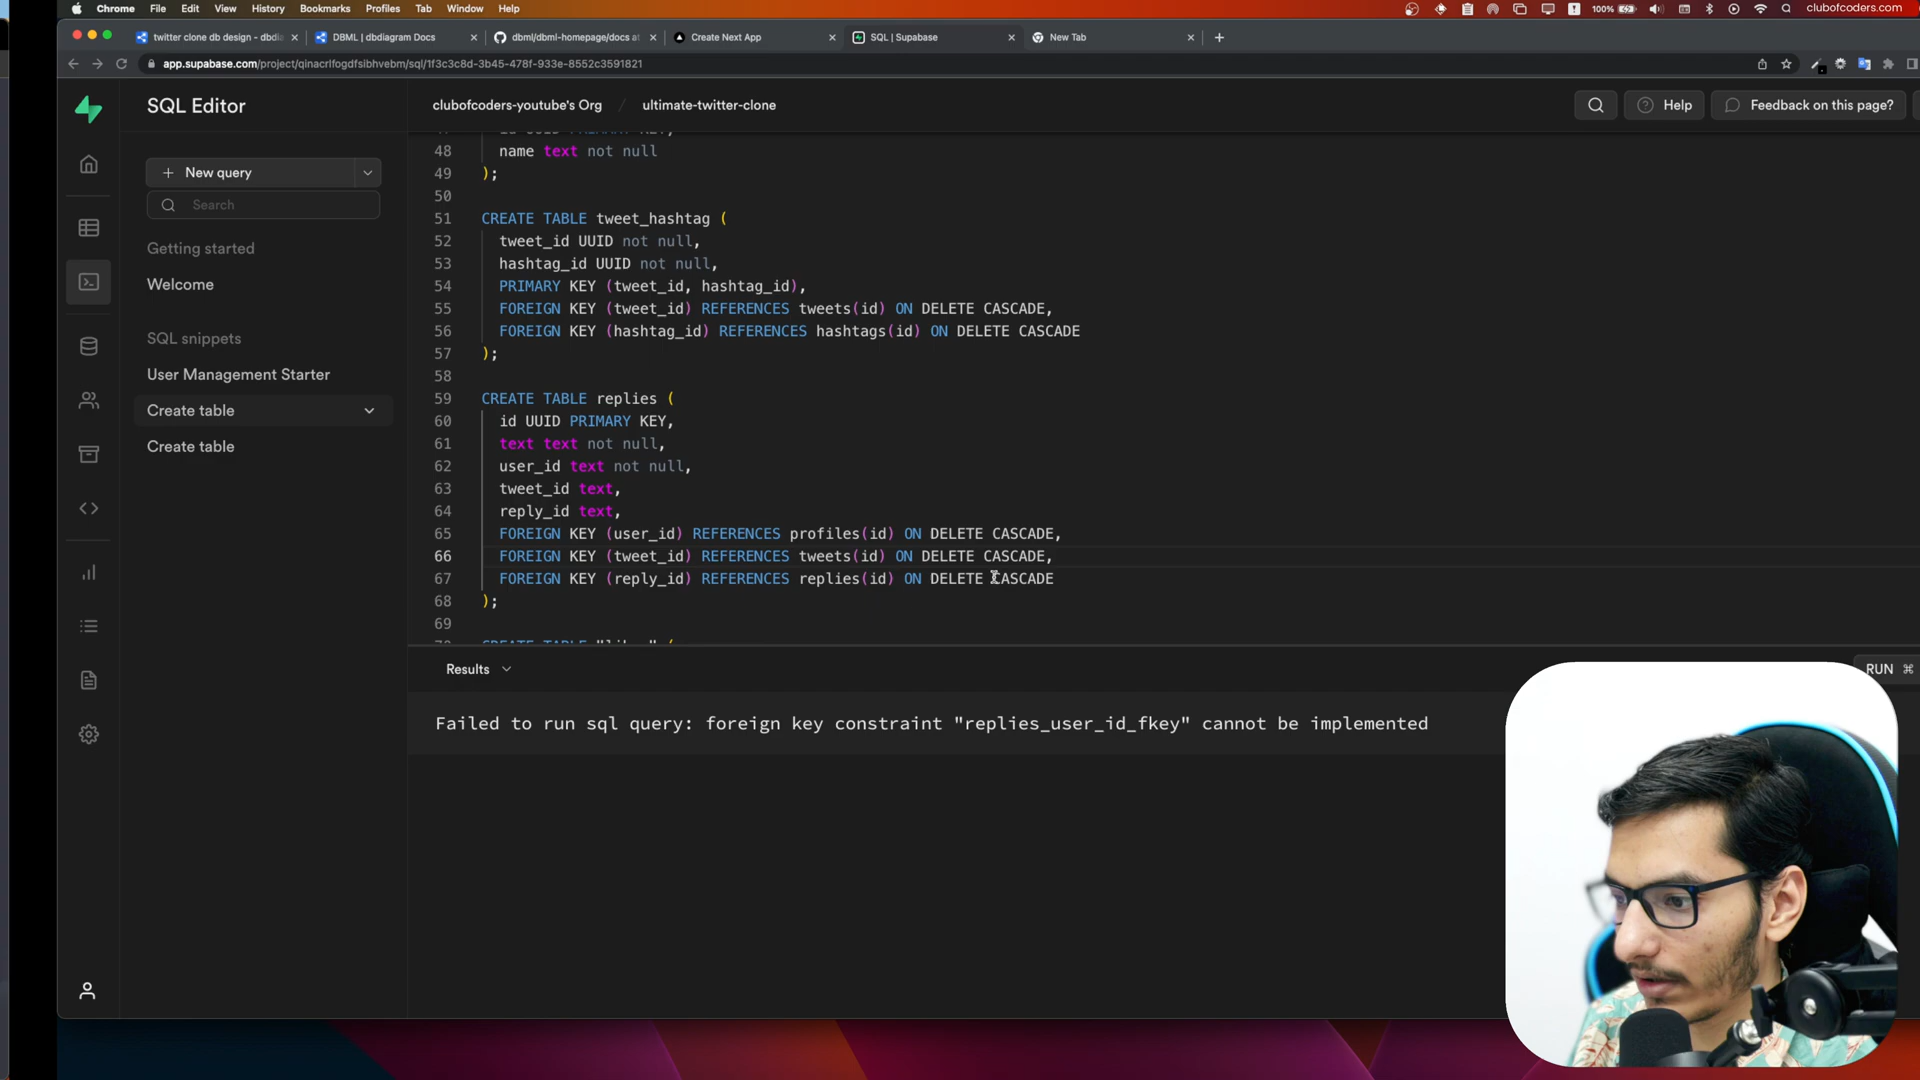 Chrome File Edit View History Bookmarks Profiles Tab Window Help 100% clubofcoders.com
twitter clone db design - dbdia DBML | dbdiagram Docs dbml/dbml-homepage/docs at Create Next App SQL | Supabase New Tab
app.supabase.com/project/qinacrlfogdfsibhvebm/sql/1f3c3c8d-3b45-478f-933e-8552c3591821
SQL Editor
clubofcoders-youtube's Org / ultimate-twitter-clone
Help
Feedback on this page?
New query
Search
Getting started
Welcome
SQL snippets
User Management Starter
Create table
Create table
47 id UUID PRIMARY KEY,
48 name text not null
49 );
50
51 CREATE TABLE tweet_hashtag (
52 tweet_id UUID not null,
53 hashtag_id UUID not null,
54 PRIMARY KEY (tweet_id, hashtag_id),
55 FOREIGN KEY (tweet_id) REFERENCES tweets(id) ON DELETE CASCADE,
56 FOREIGN KEY (hashtag_id) REFERENCES hashtags(id) ON DELETE CASCADE
57 );
58
59 CREATE TABLE replies (
60 id UUID PRIMARY KEY,
61 text text not null,
62 user_id text not null,
63 tweet_id text,
64 reply_id text,
65 FOREIGN KEY (user_id) REFERENCES profiles(id) ON DELETE CASCADE,
66 FOREIGN KEY (tweet_id) REFERENCES tweets(id) ON DELETE CASCADE,
67 FOREIGN KEY (reply_id) REFERENCES replies(id) ON DELETE CASCADE
68 );
69
70 CREATE TABLE
Results
RUN ⌘
Failed to run sql query: foreign key constraint "replies_user_id_fkey" cannot be implemented